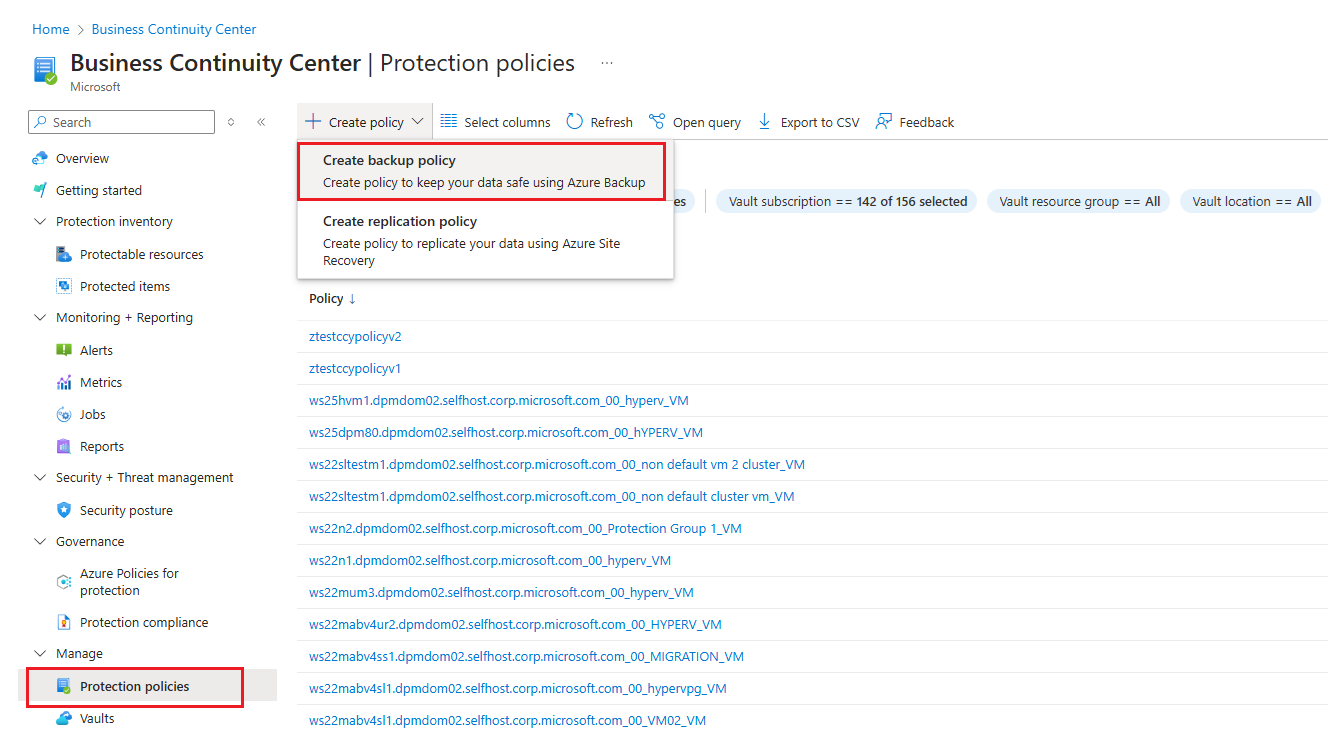 Home > Business Continuity Center
Business Continuity Center | Protection policies ...
Microsoft
Search
Overview
Getting started
Protection inventory
Protectable resources
Protected items
Monitoring + Reporting
Alerts
Metrics
Jobs
Reports
Security + Threat management
Security posture
Governance
Azure Policies for
protection
Protection compliance
Manage
Protection policies
Vaults
Create policy Select columns Refresh Open query Export to CSV Feedback
Create backup policy
Create policy to keep your data safe using Azure Backup
Create replication policy
Create policy to replicate your data using Azure Site
Recovery
es Vault subscription == 142 of 156 selected Vault resource group == All Vault location == All
Policy ↓
ztestccypolicyv2
ztestccypolicyv1
ws25hvm1.dpmdom02.selfhost.corp.microsoft.com_00_hyperv_VM
ws25dpm80.dpmdom02.selfhost.corp.microsoft.com_00_hYPERV_VM
ws22sltestm1.dpmdom02.selfhost.corp.microsoft.com_00_non default vm 2 cluster_VM
ws22sltestm1.dpmdom02.selfhost.corp.microsoft.com_00_non default cluster vm_VM
ws22n2.dpmdom02.selfhost.corp.microsoft.com_00_Protection Group 1_VM
ws22n1.dpmdom02.selfhost.corp.microsoft.com_00_hyperv_VM
ws22mum3.dpmdom02.selfhost.corp.microsoft.com_00_hyperv_VM
ws22mabv4ur2.dpmdom02.selfhost.corp.microsoft.com_00_HYPERV_VM
ws22mabv4ss1.dpmdom02.selfhost.corp.microsoft.com_00_MIGRATION_VM
ws22mabv4sl1.dpmdom02.selfhost.corp.microsoft.com_00_hypervpg_VM
ws22mabv4sl1.dpmdom02.selfhost.corp.microsoft.com_00_VM02_VM